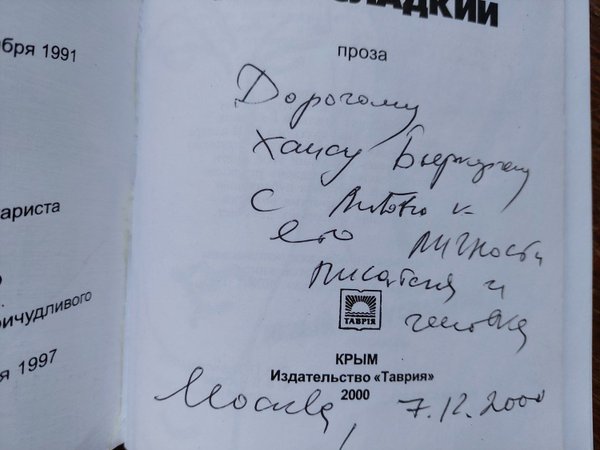 бря 1991
ариста
ричудливого
я 1997
ЛАДКИЙ
проза
Дорогому
Хансу Бьеркегрену
с любовью к
его личности
писателя и
человека
ТАВРІЯ
КРЫМ
Издательство «Таврия»
2000
Москва, 7.12.2000